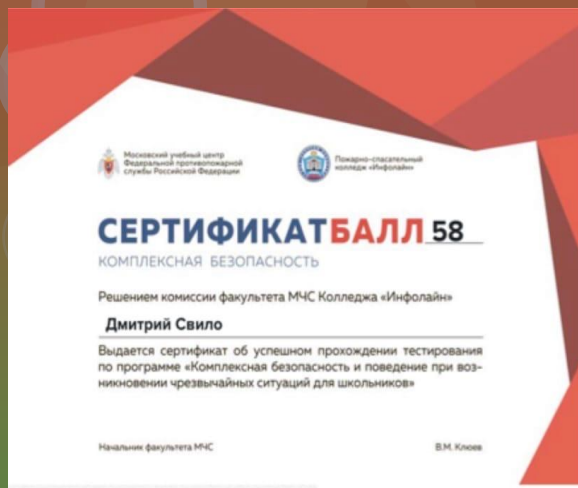 Московский учебный центр
Федеральной противопожарной
службы Российской Федерации
Пожарно-спасательный
колледж «Инфолайн»
СЕРТИФИКАТ БАЛЛ 58
КОМПЛЕКСНАЯ БЕЗОПАСНОСТЬ
Решением комиссии факультета МЧС Колледжа «Инфолайн»
Дмитрий Свило
Выдается сертификат об успешном прохождении тестирования
по программе «Комплексная безопасность и поведение при воз-
никновении чрезвычайных ситуаций для школьников»
Начальник факультета МЧС
В.М. Клюев